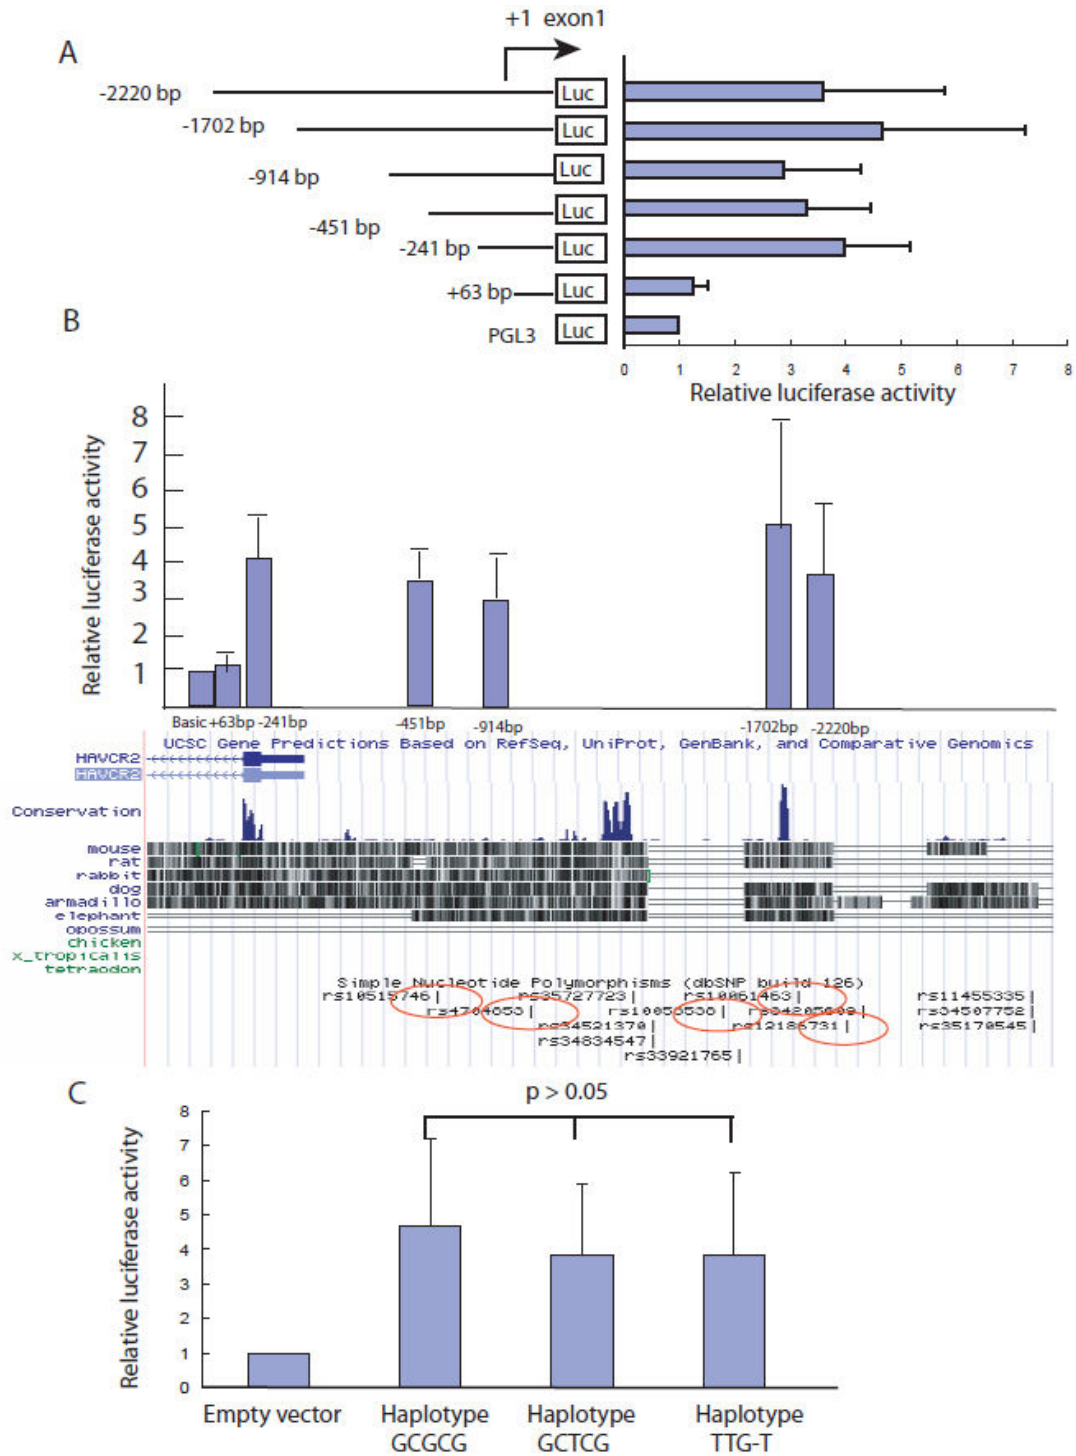 A
+1 exon1
-2220 bp
Luc
-1702 bp
Luc
-914 bp
Luc
-451 bp
Luc
-241 bp
Luc
+63 bp
Luc
PGL3
Luc
0 1 2 3 4 5 6 7 8
Relative luciferase activity
B
Relative luciferase activity
8
7
6
5
4
3
2
1
Basic +63bp -241bp -451bp -914bp -1702bp -2220bp
UCSC Gene Predictions Based on RefSeq, UniProt, GenBank, and Comparative Genomics
HAVCR2
HAVCR2
Conservation
mouse
rat
rabbit
dog
armadillo
elephant
opossum
chicken
x_tropicalis
tetraodon
Simple Nucleotide Polymorphisms (dbSNP build 126)
rs10515746 rs35727723 rs10061463 rs11455335
rs4704853 rs10053538 rs34507752
rs34521370 rs12186731 rs35170545
rs34834547
rs33921765
C
p > 0.05
Relative luciferase activity
8
7
6
5
4
3
2
1
0
Empty vector
Haplotype GCGCG
Haplotype GCTCG
Haplotype TTG-T